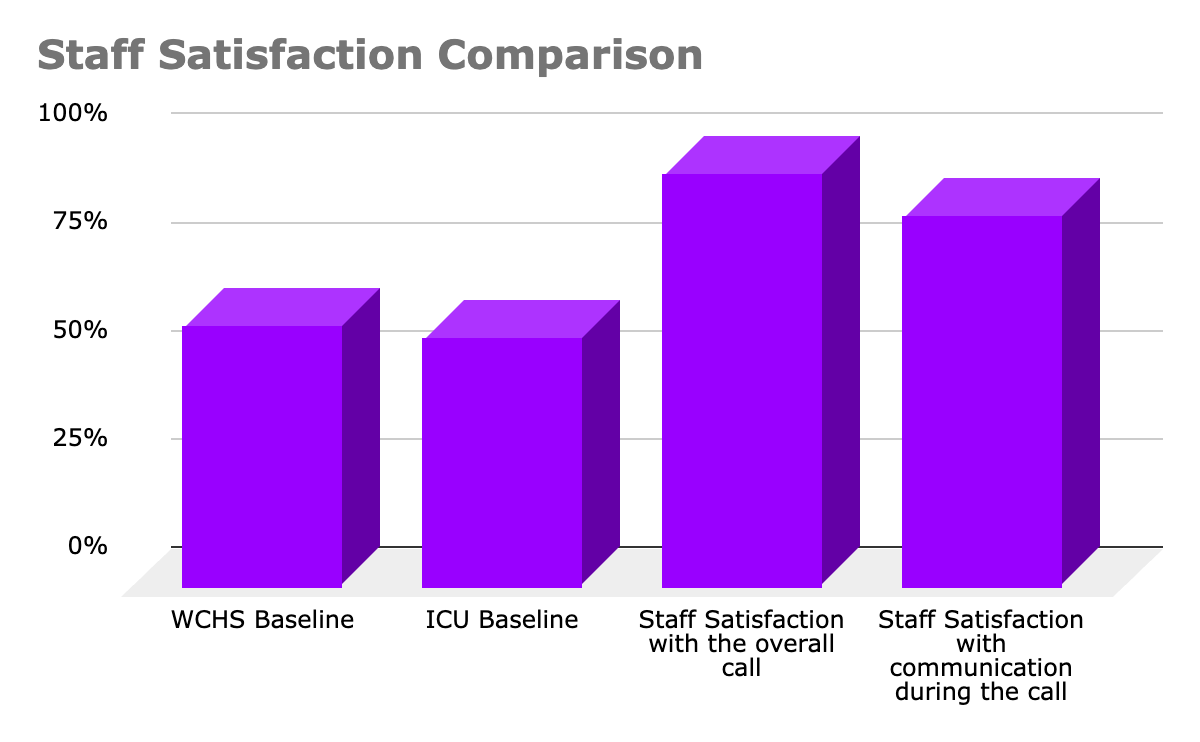 Staff Satisfaction Comparison
100%
75%
50%
25%
0%
WCHS Baseline
ICU Baseline
Staff Satisfaction
with the overall
call
Staff Satisfaction
with
communication
during the call